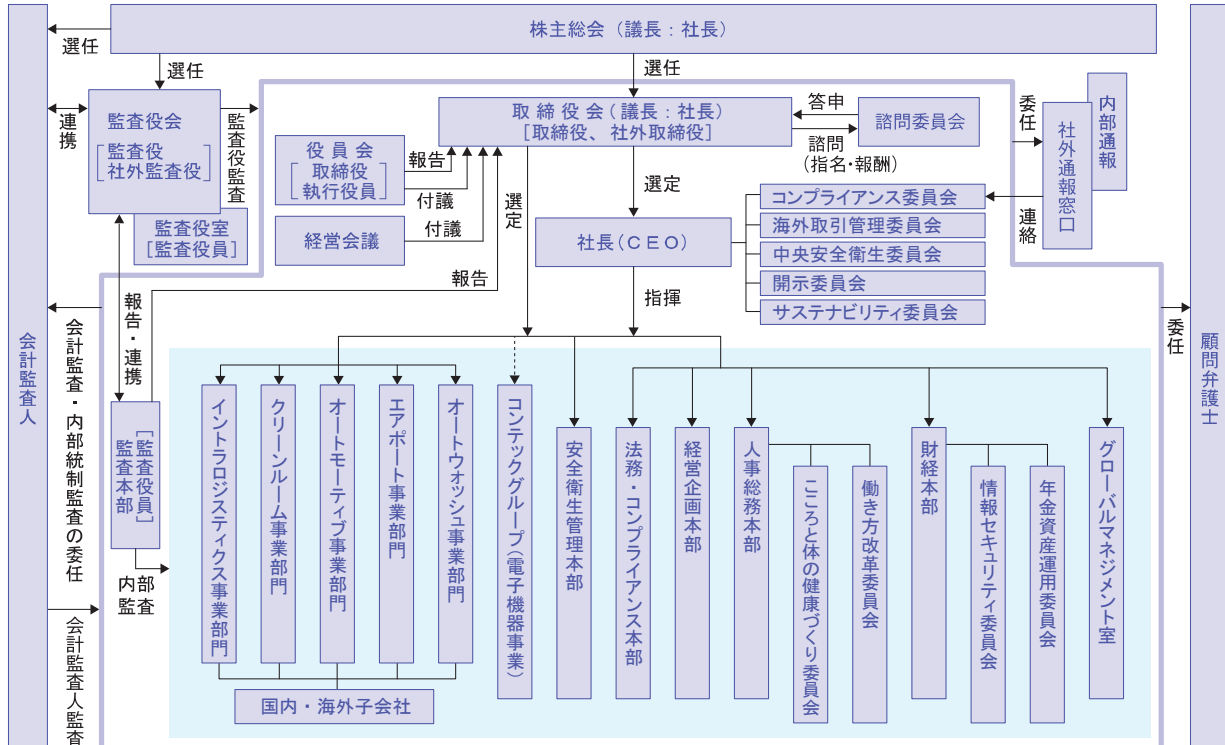 株主総会（議長：社長）
選任
選任
選任
連携
監査役会
［監査役
社外監査役］
監査役監査
監査役室
［監査役員］
役員会
［取締役
執行役員］
報告
付議
経営会議
付議
報告
取締役会（議長：社長）
［取締役、社外取締役］
答申
諮問
（指名・報酬）
諮問委員会
選定
選定
社長（CEO）
指揮
コンプライアンス委員会
海外取引管理委員会
中央安全衛生委員会
開示委員会
サステナビリティ委員会
委任
内部通報
社外通報窓口
連絡
委任
顧問弁護士
会計監査人
会計監査・内部統制監査の委任
会計監査人監査
報告・連携
［監査役員］
監査本部
内部
監査
イントラロジスティクス事業部門
クリーンルーム事業部門
オートモーティブ事業部門
エアポート事業部門
オートウォッシュ事業部門
国内・海外子会社
コンテックグループ（電子機器事業）
安全衛生管理本部
法務・コンプライアンス本部
経営企画本部
人事総務本部
こころと体の健康づくり委員会
働き方改革委員会
財経本部
情報セキュリティ委員会
年金資産運用委員会
グローバルマネジメント室